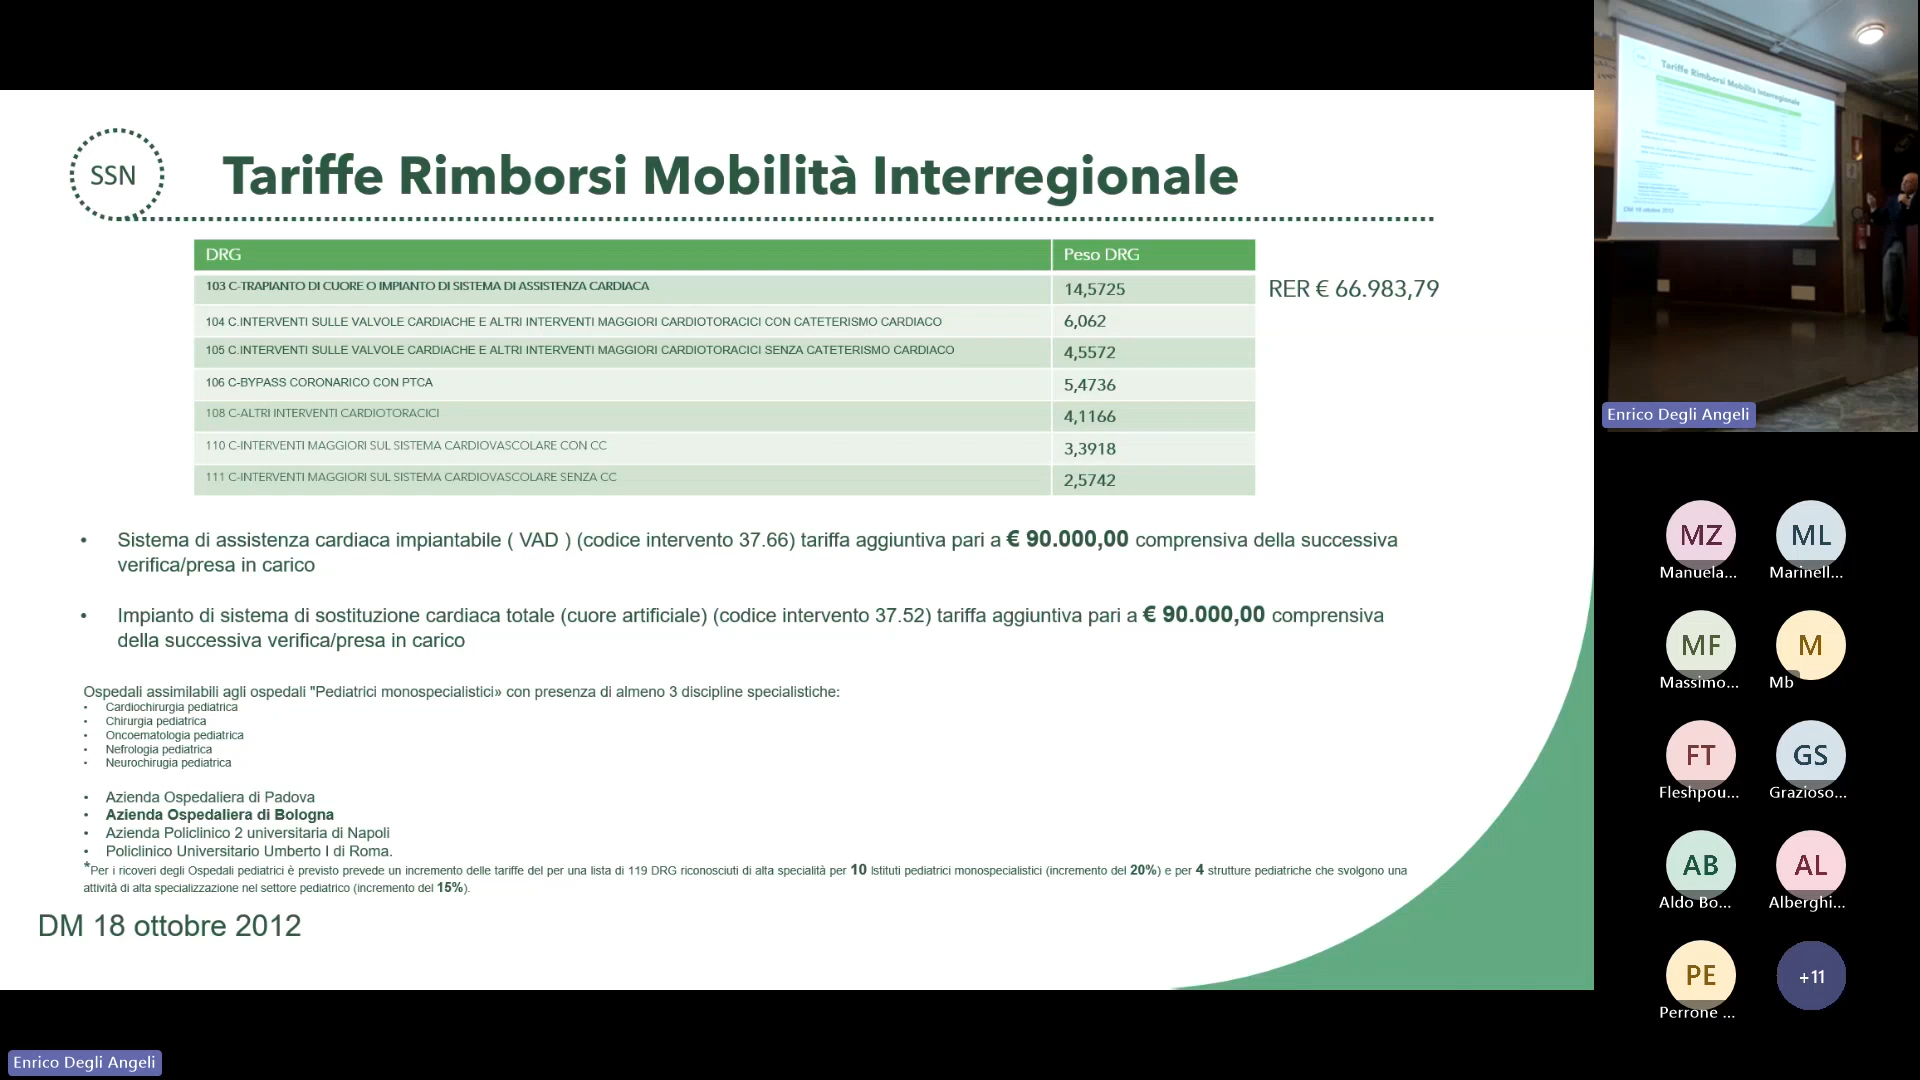 SSN
Tariffe Rimborsi Mobilità Interregionale
DRG Peso DRG
103 C-TRAPIANTO DI CUORE O IMPIANTO DI SISTEMA DI ASSISTENZA CARDIACA 14,5725 RER € 66.983,79
104 C.INTERVENTI SULLE VALVOLE CARDIACHE E ALTRI INTERVENTI MAGGIORI CARDIOTORACICI CON CATETERISMO CARDIACO 6,062
105 C.INTERVENTI SULLE VALVOLE CARDIACHE E ALTRI INTERVENTI MAGGIORI CARDIOTORACICI SENZA CATETERISMO CARDIACO 4,5572
106 C-BYPASS CORONARICO CON PTCA 5,4736
108 C-ALTRI INTERVENTI CARDIOTORACICI 4,1166
110 C-INTERVENTI MAGGIORI SUL SISTEMA CARDIOVASCOLARE CON CC 3,3918
111 C-INTERVENTI MAGGIORI SUL SISTEMA CARDIOVASCOLARE SENZA CC 2,5742
• Sistema di assistenza cardiaca impiantabile ( VAD ) (codice intervento 37.66) tariffa aggiuntiva pari a € 90.000,00 comprensiva della successiva
verifica/presa in carico
• Impianto di sistema di sostituzione cardiaca totale (cuore artificiale) (codice intervento 37.52) tariffa aggiuntiva pari a € 90.000,00 comprensiva
della successiva verifica/presa in carico
Ospedali assimilabili agli ospedali "Pediatrici monospecialistici» con presenza di almeno 3 discipline specialistiche:
• Cardiochirurgia pediatrica
• Chirurgia pediatrica
• Oncoematologia pediatrica
• Nefrologia pediatrica
• Neurochirugia pediatrica
• Azienda Ospedaliera di Padova
• Azienda Ospedaliera di Bologna
• Azienda Policlinico 2 universitaria di Napoli
• Policlinico Universitario Umberto I di Roma.
*Per i ricoveri degli Ospedali pediatrici è previsto prevede un incremento delle tariffe del per una lista di 119 DRG riconosciuti di alta specialità per 10 Istituti pediatrici monospecialistici (incremento del 20%) e per 4 strutture pediatriche che svolgono una
attività di alta specializzazione nel settore pediatrico (incremento del 15%).
DM 18 ottobre 2012
Enrico Degli Angeli
Tariffe Rimborsi Mobilità Interregionale
DM 18 ottobre 2012
Enrico Degli Angeli
MZ ML
Manuela... Marinell...
MF M
Massimo... Mb
FT GS
Fleshpou... Grazioso...
AB AL
Aldo Bo... Alberghi...
PE +11
Perrone ...